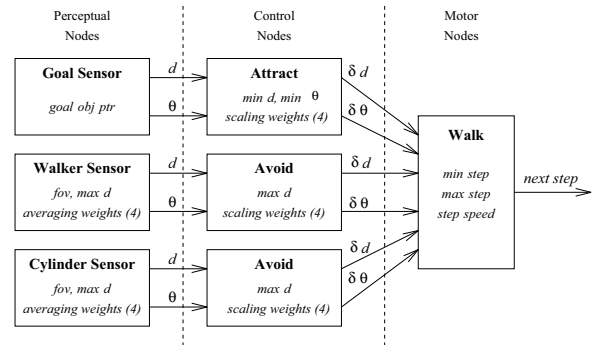 Perceptual
Nodes
Control
Nodes
Motor
Nodes
Goal Sensor
goal obj ptr
d
θ
Attract
min d, min θ
scaling weights (4)
δ d
δ θ
Walker Sensor
fov, max d
averaging weights (4)
d
θ
Avoid
max d
scaling weights (4)
δ d
δ θ
Cylinder Sensor
fov, max d
averaging weights (4)
d
θ
Avoid
max d
scaling weights (4)
δ d
δ θ
Walk
min step
max step
step speed
next step